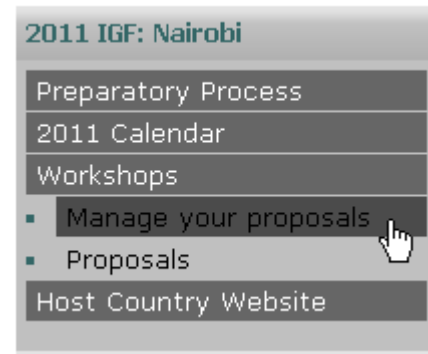 2011 IGF: Nairobi
Preparatory Process
2011 Calendar
Workshops
Manage your proposals
Proposals
Host Country Website